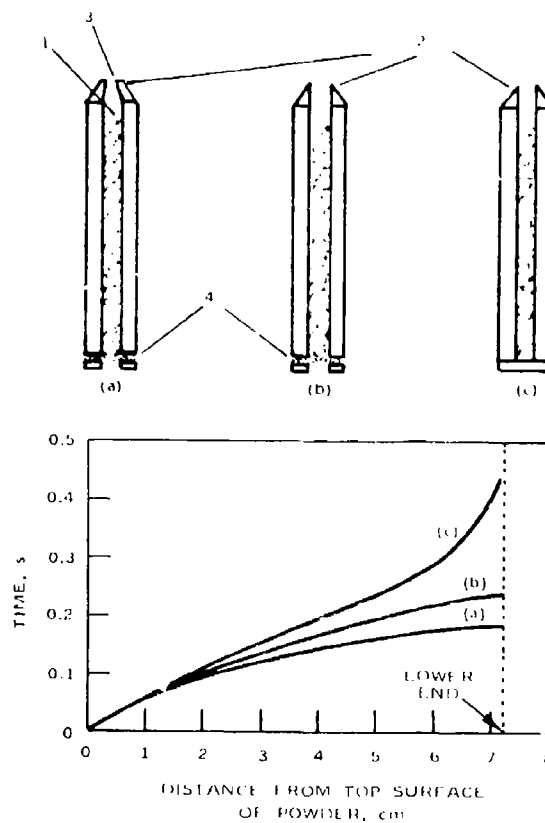 1 3 2
4
(a) (b) (c)
0.5
0.4
0.3
0.2
0.1
0
TIME, s
(c)
(b)
(a)
LOWER
END
0 1 2 3 4 5 6 7
DISTANCE FROM TOP SURFACE
OF POWDER, cm